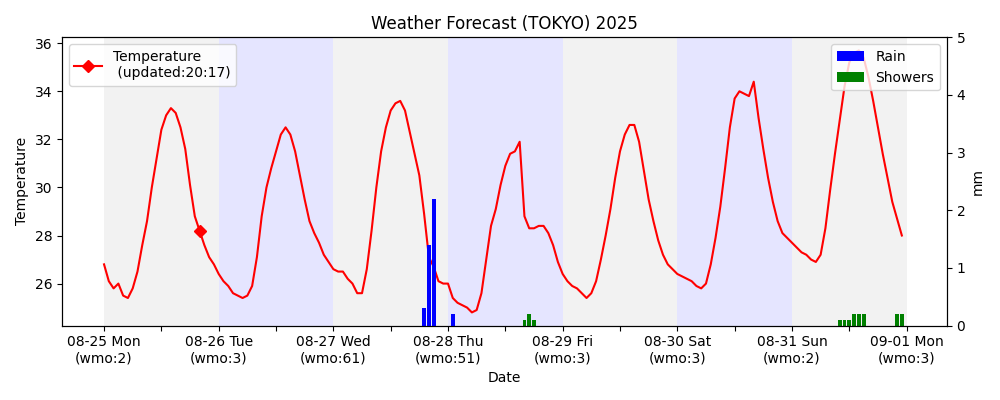 Weather Forecast (TOKYO) 2025
Temperature
(updated:20:17)
Rain
Showers
36
34
32
30
28
26
Temperature
5
4
3
2
1
0
mm
08-25 Mon 08-26 Tue 08-27 Wed 08-28 Thu 08-29 Fri 08-30 Sat 08-31 Sun 09-01 Mon
(wmo:2) (wmo:3) (wmo:61) (wmo:51) (wmo:3) (wmo:3) (wmo:2) (wmo:3)
Date